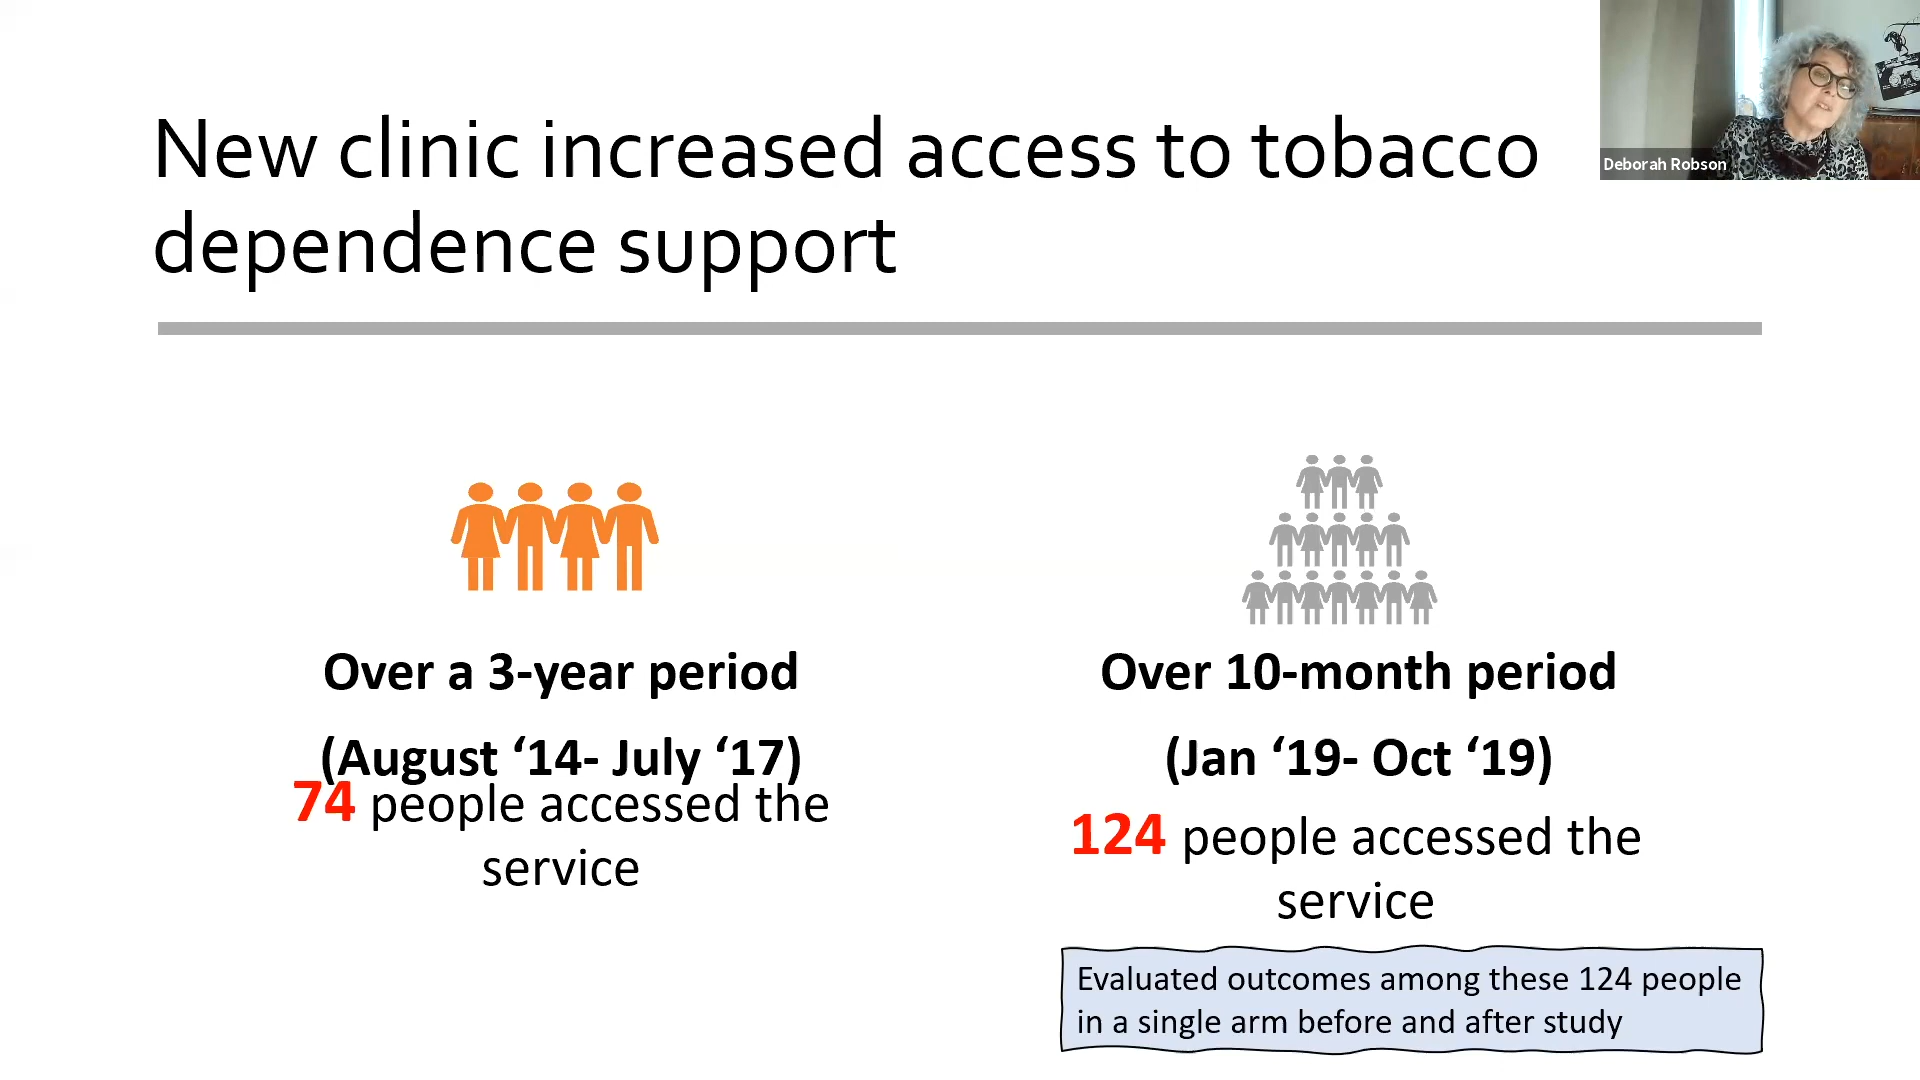 New clinic increased access to tobacco
dependence support
Deborah Robson
Over a 3-year period
(August ‘14- July ‘17)
74 people accessed the
service
Over 10-month period
(Jan ‘19- Oct ‘19)
124 people accessed the
service
Evaluated outcomes among these 124 people
in a single arm before and after study